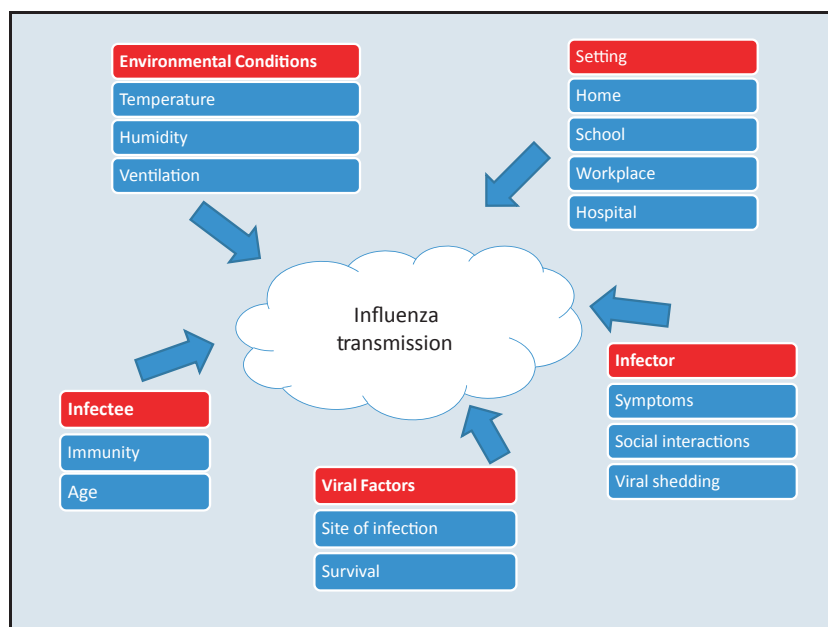 Environmental Conditions
Temperature
Humidity
Ventilation
Setting
Home
School
Workplace
Hospital
Influenza
transmission
Infectee
Immunity
Age
Viral Factors
Site of infection
Survival
Infector
Symptoms
Social interactions
Viral shedding